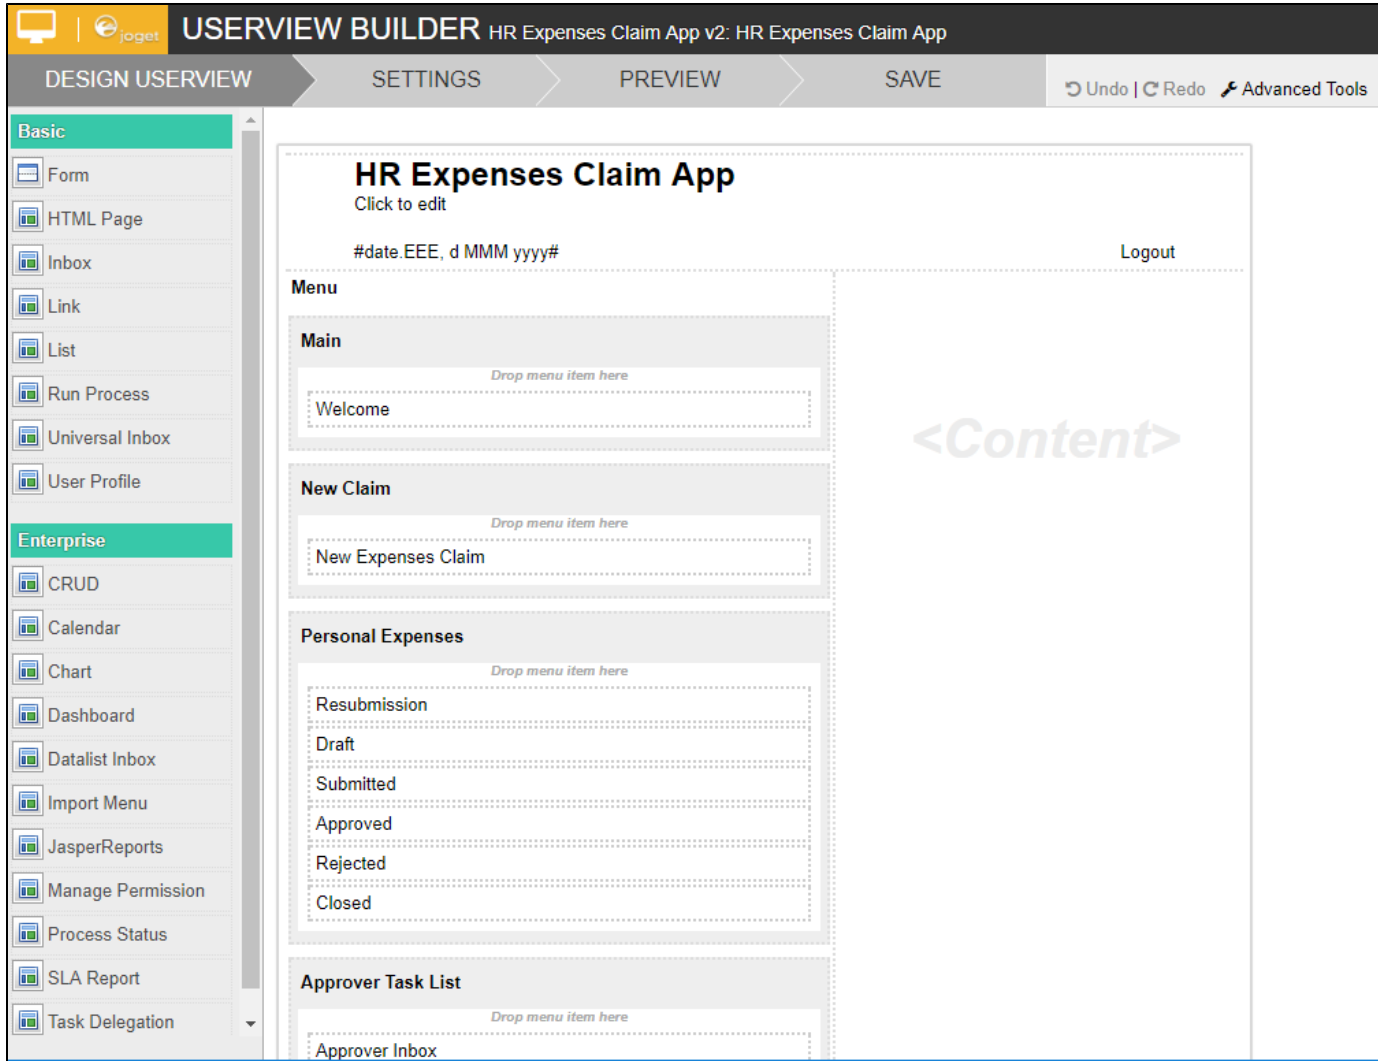 joget USERVIEW BUILDER HR Expenses Claim App v2: HR Expenses Claim App
DESIGN USERVIEW SETTINGS PREVIEW SAVE Undo | Redo Advanced Tools
Basic
Form
HTML Page
Inbox
Link
List
Run Process
Universal Inbox
User Profile
Enterprise
CRUD
Calendar
Chart
Dashboard
Datalist Inbox
Import Menu
JasperReports
Manage Permission
Process Status
SLA Report
Task Delegation
HR Expenses Claim App
Click to edit
#date.EEE, d MMM yyyy# Logout
Menu
Main
Drop menu item here
Welcome
New Claim
Drop menu item here
New Expenses Claim
Personal Expenses
Drop menu item here
Resubmission
Draft
Submitted
Approved
Rejected
Closed
Approver Task List
Drop menu item here
Approver Inbox
<Content>